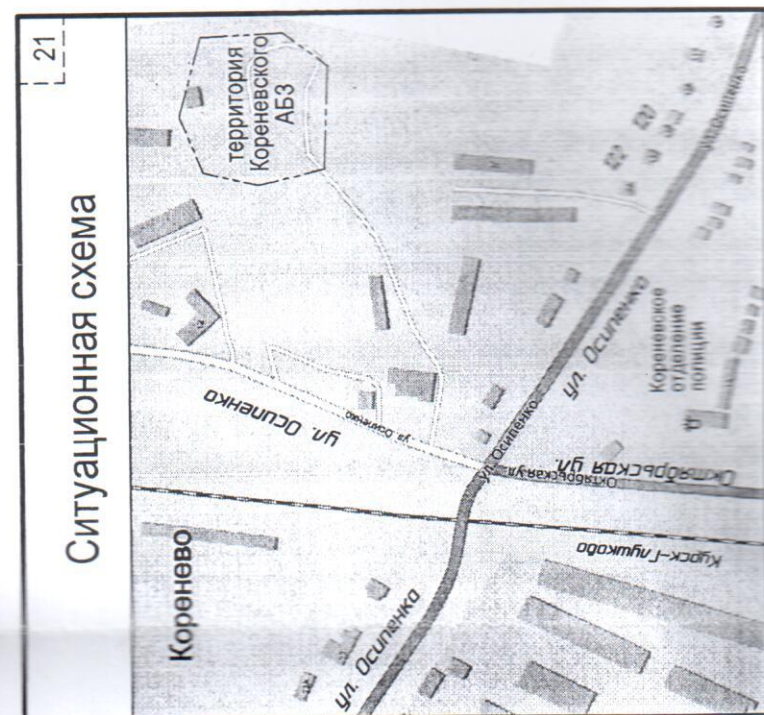 21
Ситуационная схема
территория
Кореневского
АБЗ
ул. Осипенко
ул. Осипенко
Коренево
ул. Осипенко
ул. Осипенко
ул. Осипенко
ул. Осипенко
Октябрьская ул.
Октябрьская ул.
Курск-Глушково
Кореневское
отделение
полиции